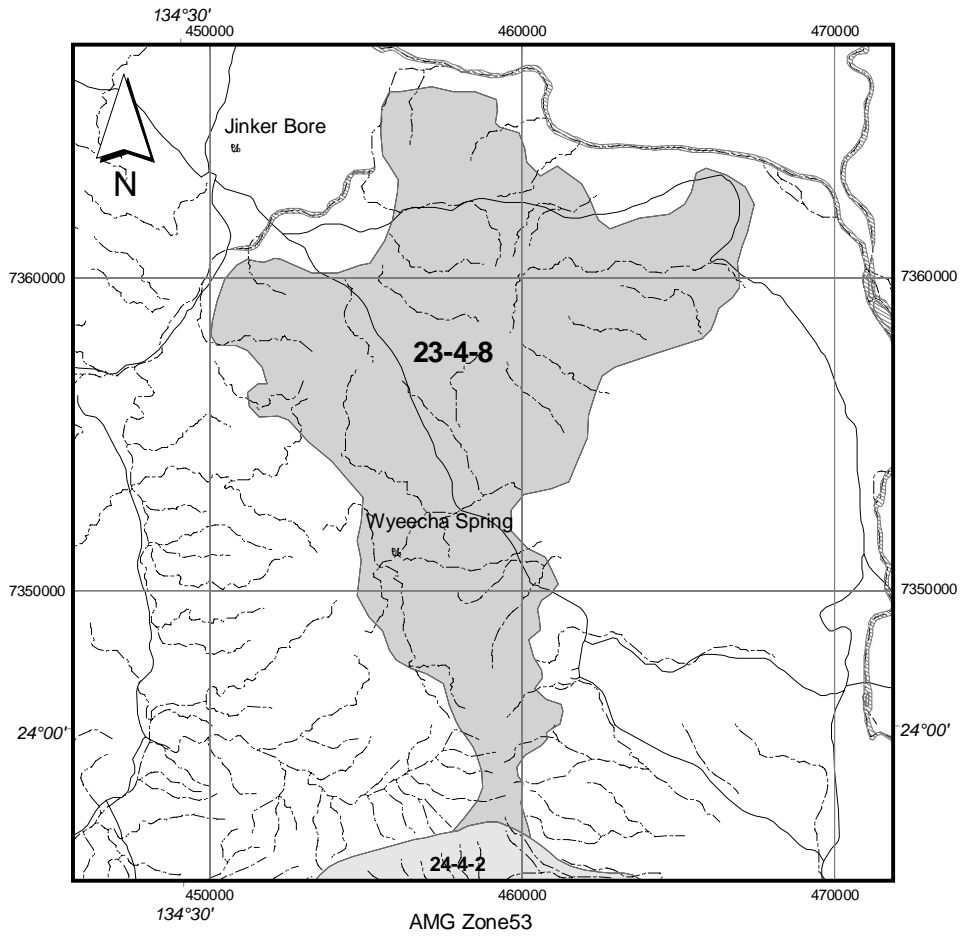 134°30'
450000 460000 470000
Jinker Bore
N
7360000 7360000
23-4-8
Wyeecha Spring
7350000 7350000
24°00' 24°00'
24-4-2
450000 460000 470000
134°30'
AMG Zone53